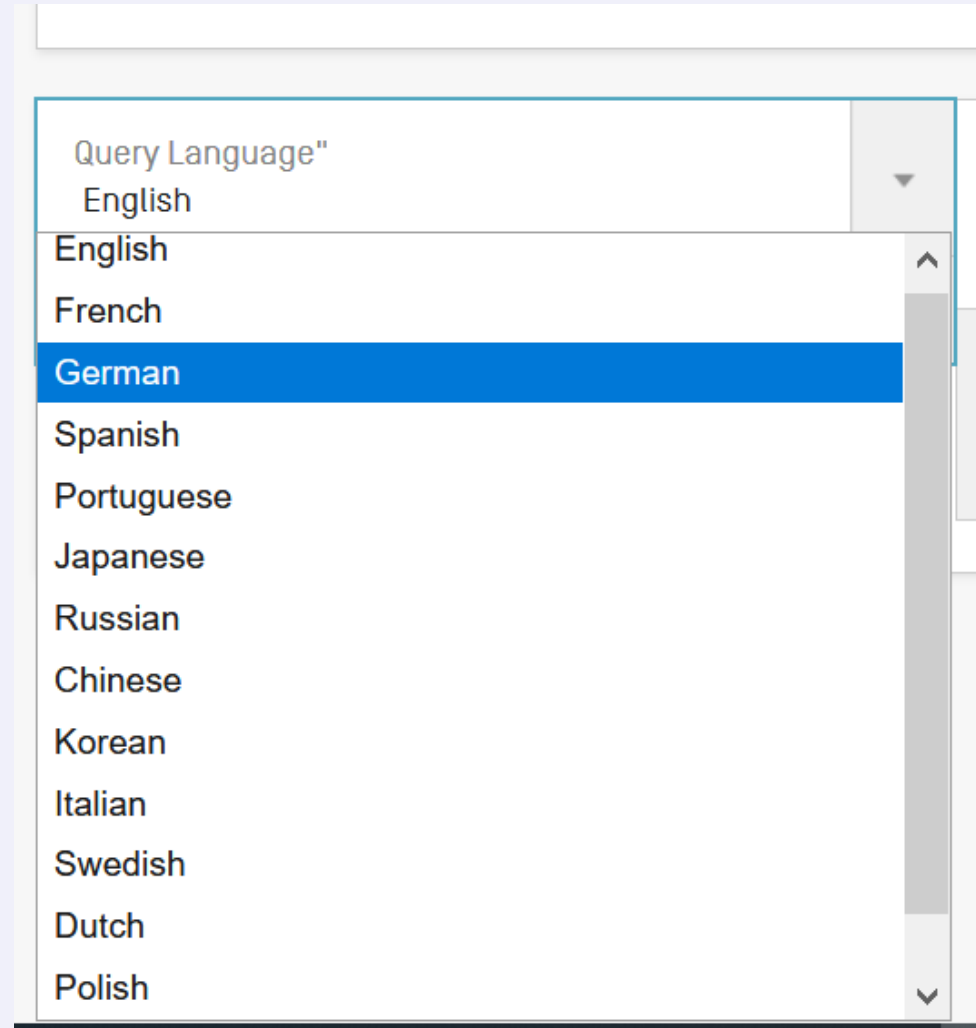 Query Language"
English
English
French
German
Spanish
Portuguese
Japanese
Russian
Chinese
Korean
Italian
Swedish
Dutch
Polish